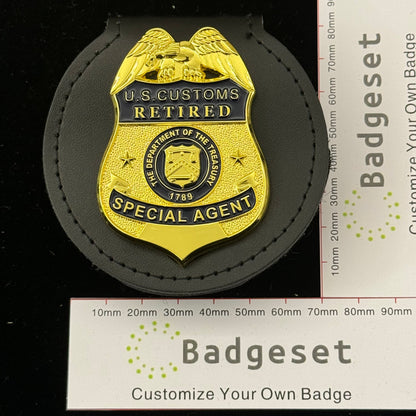 U.S. CUSTOMS
RETIRED
THE DEPARTMENT OF THE TREASURY
1789
SPECIAL AGENT
10mm 20mm 30mm 40mm 50mm 60mm 70mm 80mm 90mm
Badgeset
Customize Your Own Badge
10mm 20mm 30mm 40mm 50mm 60mm 70mm 80mm 90mm
Badgeset
Customize Your Own Badge